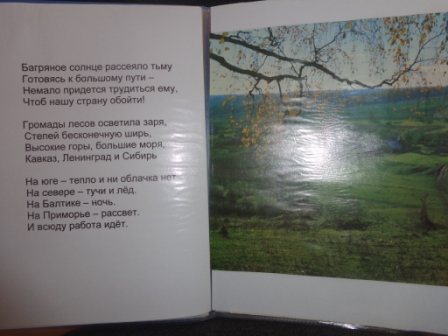 Багряное солнце рассеяло тьму
Готовясь к большому пути –
Немало придется трудиться ему,
Чтоб нашу страну обойти!
Громады лесов осветила заря,
Степей бесконечную ширь,
Высокие горы, большие моря,
Кавказ, Ленинград и Сибирь
На юге – тепло и ни облачка нет.
На севере – тучи и лёд.
На Балтике – ночь.
На Приморье – рассвет.
И всюду работа идёт.